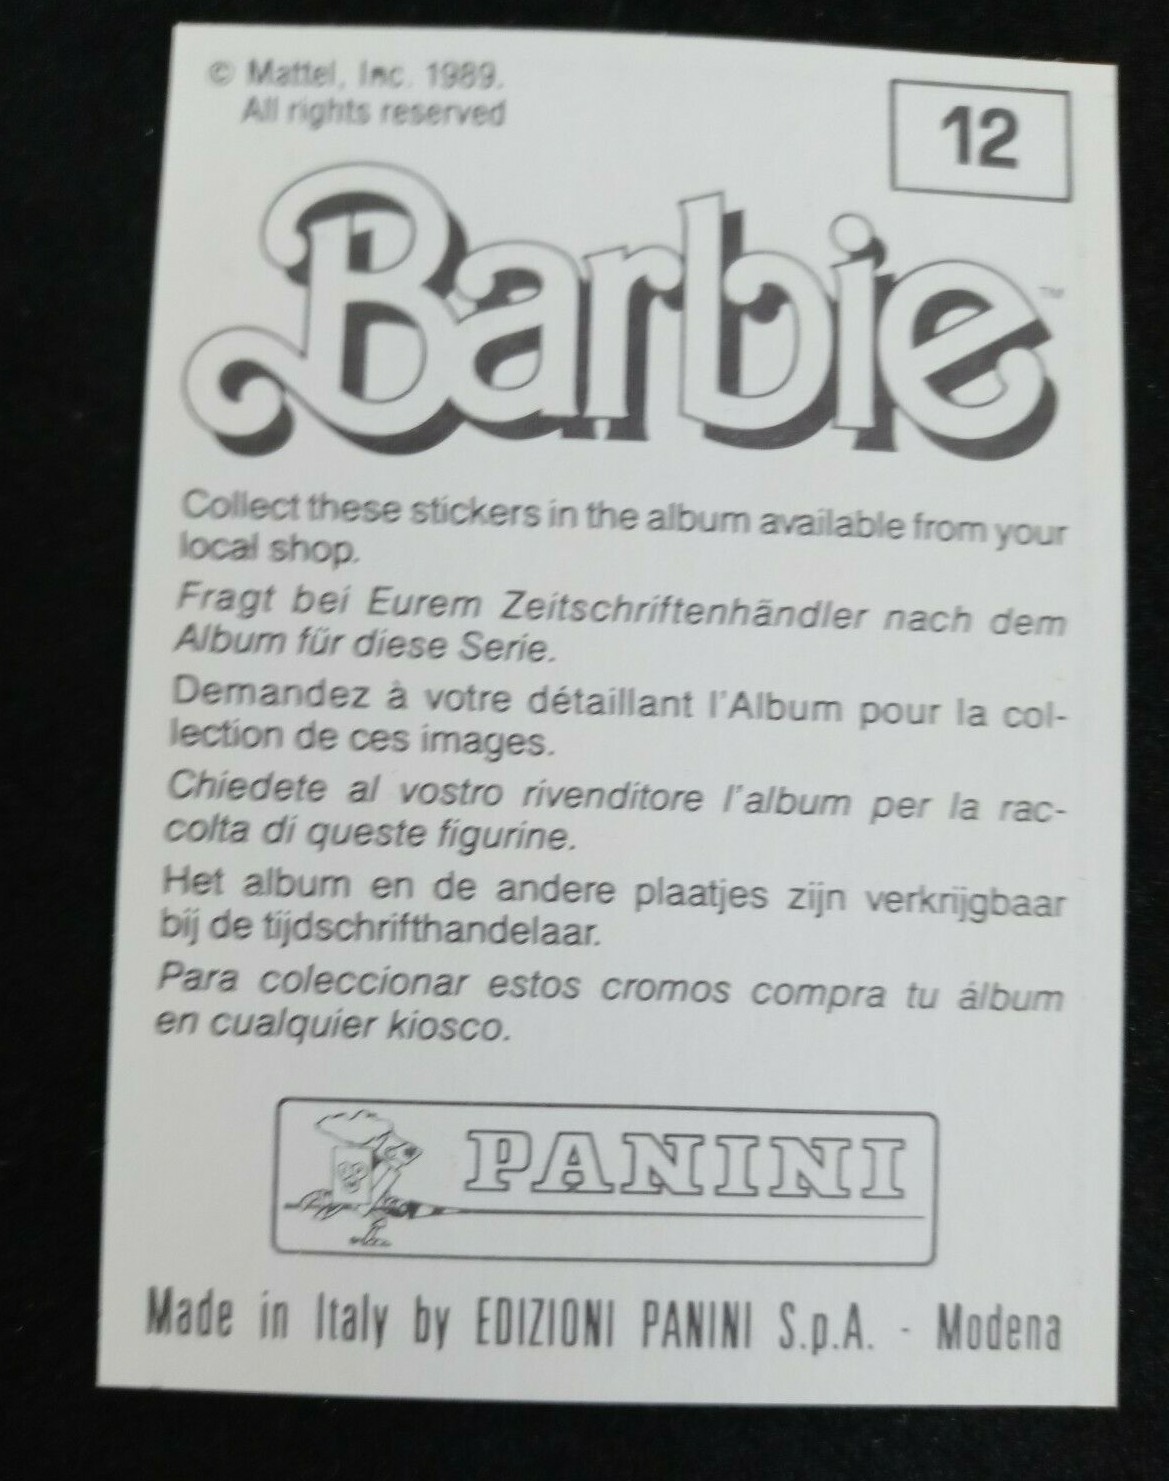 © Mattel, Inc. 1989.
All rights reserved
12
Barbie™
Collect these stickers in the album available from your
local shop.
Fragt bei Eurem Zeitschriftenhändler nach dem
Album für diese Serie.
Demandez à votre détaillant l'Album pour la col-
lection de ces images.
Chiedete al vostro rivenditore l'album per la rac-
colta di queste figurine.
Het album en de andere plaatjes zijn verkrijgbaar
bij de tijdschrifthandelaar.
Para coleccionar estos cromos compra tu álbum
en cualquier kiosco.
PANINI
Made in Italy by EDIZIONI PANINI S.p.A. - Modena